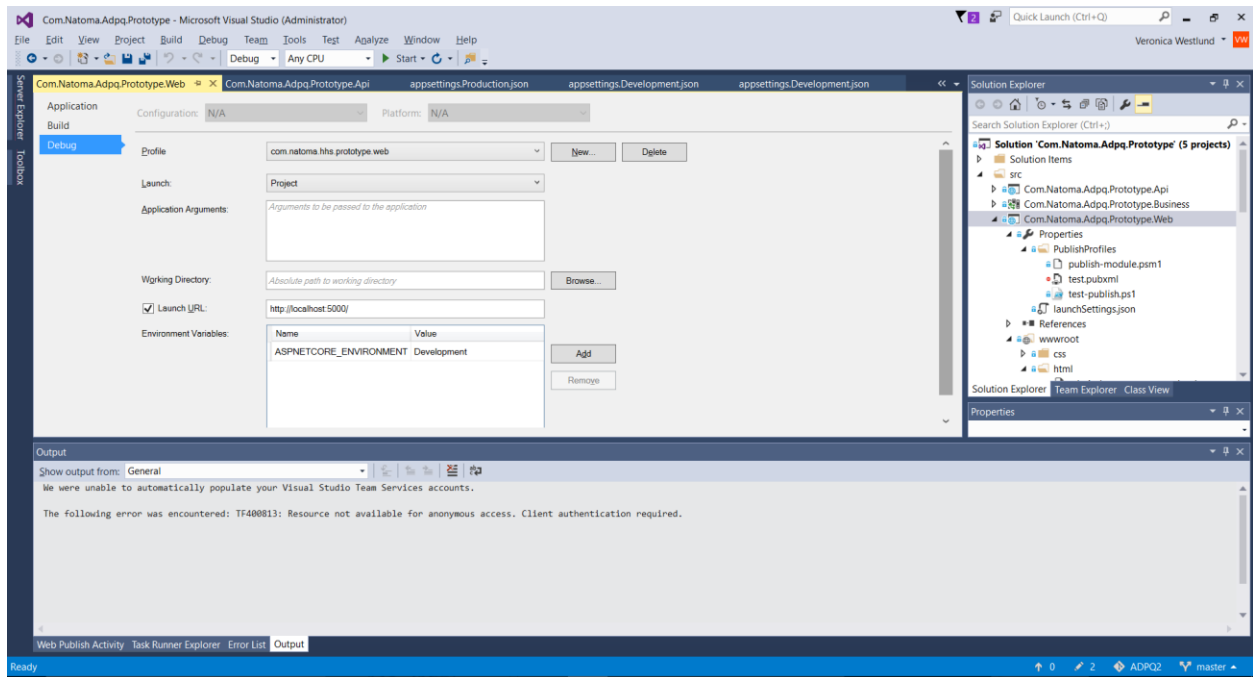 Com.Natoma.Adpq.Prototype - Microsoft Visual Studio (Administrator)
2
Quick Launch (Ctrl+Q)
File Edit View Project Build Debug Team Tools Test Analyze Window Help
Veronica Westlund
VW
Debug Any CPU Start
Server Explorer
Toolbox
Com.Natoma.Adpq.Prototype.Web Com.Natoma.Adpq.Prototype.Api appsettings.Production.json appsettings.Development.json appsettings.Development.json
Application
Build
Debug
Configuration: N/A Platform: N/A
Profile com.natoma.hhs.prototype.web New... Delete
Launch: Project
Application Arguments: Arguments to be passed to the application
Working Directory: Absolute path to working directory Browse...
Launch URL: http://localhost:5000/
Environment Variables: Name Value
ASPNETCORE_ENVIRONMENT Development
Add
Remove
Solution Explorer
Search Solution Explorer (Ctrl+;)
Solution 'Com.Natoma.Adpq.Prototype' (5 projects)
Solution Items
src
Com.Natoma.Adpq.Prototype.Api
Com.Natoma.Adpq.Prototype.Business
Com.Natoma.Adpq.Prototype.Web
Properties
PublishProfiles
publish-module.psm1
test.pubxml
test-publish.ps1
launchSettings.json
References
wwwroot
css
html
Solution Explorer Team Explorer Class View
Properties
Output
Show output from: General
We were unable to automatically populate your Visual Studio Team Services accounts.
The following error was encountered: TF400813: Resource not available for anonymous access. Client authentication required.
Web Publish Activity Task Runner Explorer Error List Output
Ready
0 2 ADPQ2 master